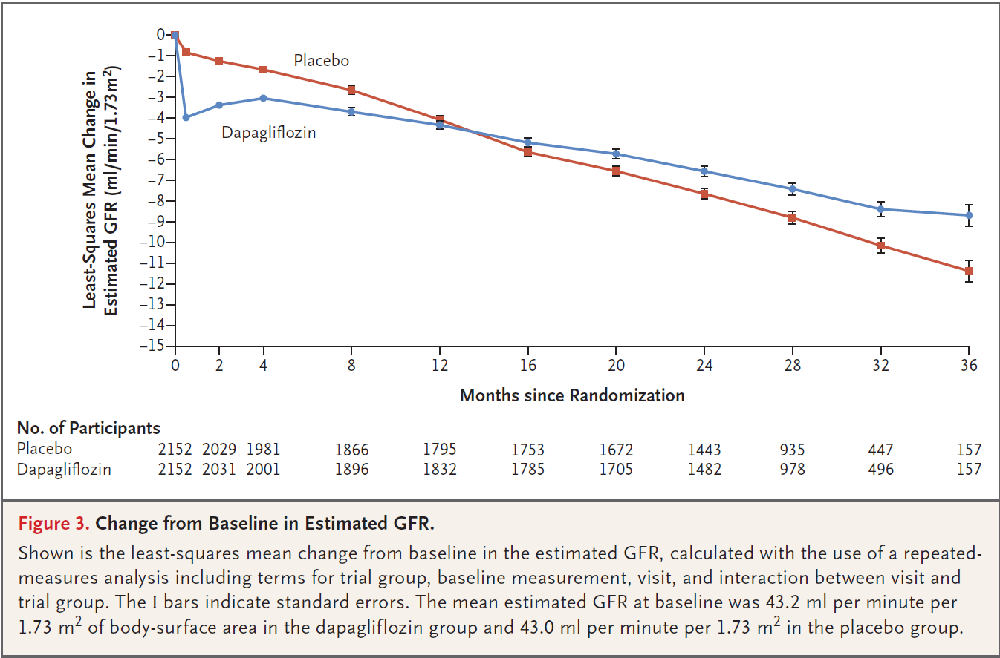 Least-Squares Mean Change in
Estimated GFR (ml/min/1.73 m²)
0
–1
–2
–3
–4
–5
–6
–7
–8
–9
–10
–11
–12
–13
–14
–15
Placebo
Dapagliflozin
0 2 4 8 12 16 20 24 28 32 36
Months since Randomization
No. of Participants
Placebo 2152 2029 1981 1866 1795 1753 1672 1443 935 447 157
Dapagliflozin 2152 2031 2001 1896 1832 1785 1705 1482 978 496 157
Figure 3. Change from Baseline in Estimated GFR.
Shown is the least-squares mean change from baseline in the estimated GFR, calculated with the use of a repeated-
measures analysis including terms for trial group, baseline measurement, visit, and interaction between visit and
trial group. The I bars indicate standard errors. The mean estimated GFR at baseline was 43.2 ml per minute per
1.73 m² of body-surface area in the dapagliflozin group and 43.0 ml per minute per 1.73 m² in the placebo group.